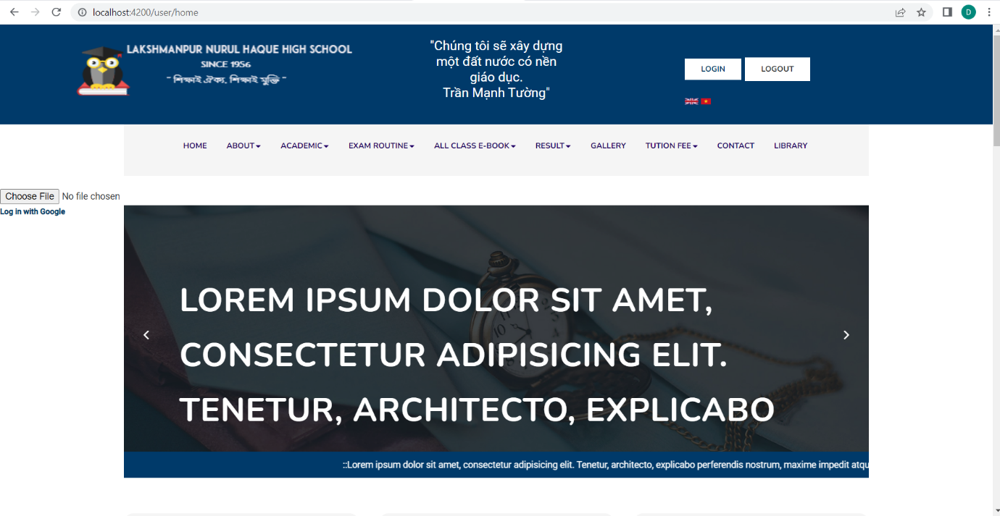 localhost:4200/user/home
D
LAKSHMANPUR NURUL HAQUE HIGH SCHOOL
SINCE 1956
" শিক্ষাই ঐক্য, শিক্ষাই মুক্তি "
"Chúng tôi sẽ xây dựng
một đất nước có nền
giáo dục.
Trần Mạnh Tường"
LOGIN LOGOUT
HOME ABOUT ACADEMIC EXAM ROUTINE ALL CLASS E-BOOK RESULT GALLERY TUTION FEE CONTACT LIBRARY
Choose File No file chosen
Log in with Google
LOREM IPSUM DOLOR SIT AMET,
CONSECTETUR ADIPISICING ELIT.
TENETUR, ARCHITECTO, EXPLICABO
::Lorem ipsum dolor sit amet, consectetur adipisicing elit. Tenetur, architecto, explicabo perferendis nostrum, maxime impedit atqu